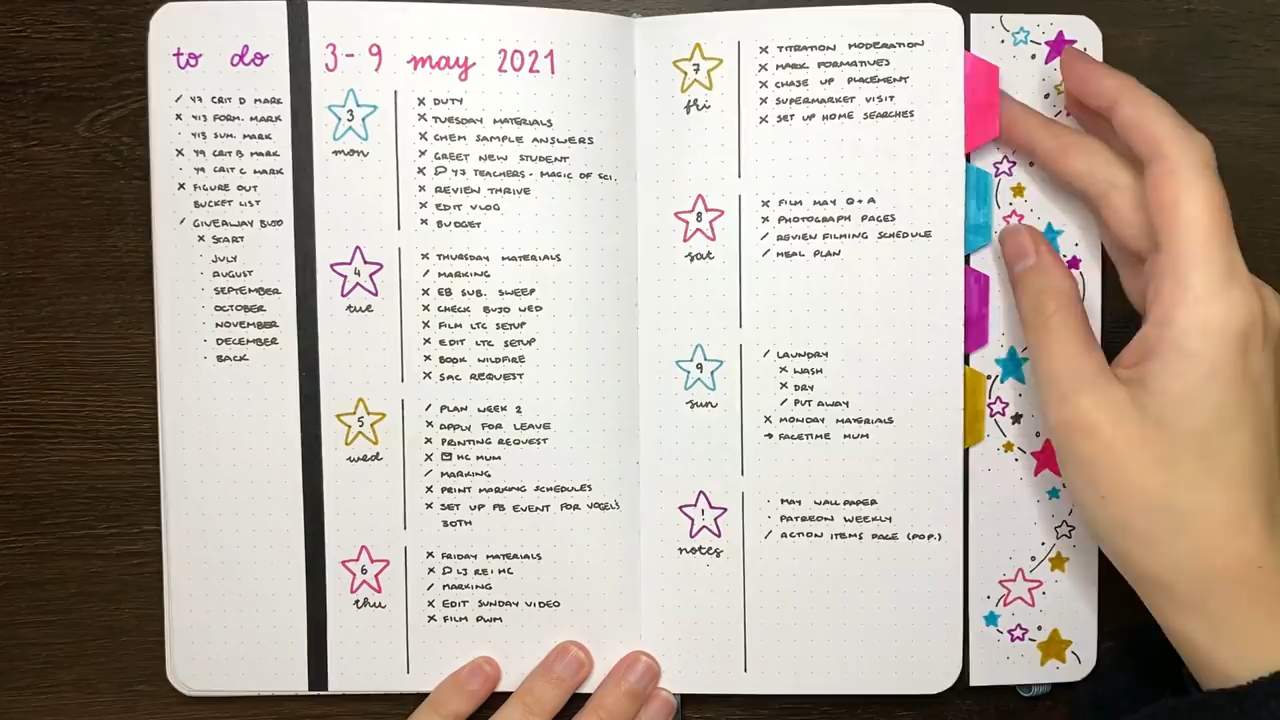 to do
/ Y7 CRIT D MARK
x Y13 FORM. MARK
· Y13 SUM. MARK
x Y9 CRIT B MARK
· Y9 CRIT C MARK
x FIGURE OUT
BUCKET LIST
/ GIVEAWAY BUJO
x START
· JULY
· AUGUST
· SEPTEMBER
· OCTOBER
· NOVEMBER
· DECEMBER
· BACK
3-9 may 2021
3
mon
x DUTY
x TUESDAY MATERIALS
x CHEM SAMPLE ANSWERS
x GREET NEW STUDENT
x Y7 TEACHERS - MAGIC OF SCI.
x REVIEW THRIVE
x EDIT VLOG
x BUDGET
4
tue
x THURSDAY MATERIALS
/ MARKING
x EB SUB. SWEEP
x CHECK BUJO WED
x FILM LTC SETUP
x EDIT LTC SETUP
x BOOK WILDFIRE
x SAC REQUEST
5
wed
/ PLAN WEEK 2
x APPLY FOR LEAVE
x PRINTING REQUEST
x HC MUM
/ MARKING
x PRINT MARKING SCHEDULES
x SET UP FB EVENT FOR VOGEL'S
30TH
6
thu
x FRIDAY MATERIALS
x LJ RE: HC
/ MARKING
x EDIT SUNDAY VIDEO
x FILM PWM
7
fri
x TITRATION MODERATION
x MARK FORMATIVES
x CHASE UP PLACEMENT
x SUPERMARKET VISIT
x SET UP HOME SEARCHES
8
sat
x FILM MAY Q+A
x PHOTOGRAPH PAGES
/ REVIEW FILMING SCHEDULE
/ MEAL PLAN
9
sun
/ LAUNDRY
x WASH
x DRY
/ PUT AWAY
x MONDAY MATERIALS
→ FACETIME MUM
!
notes
· MAY WALLPAPER
· PATREON WEEKLY
/ ACTION ITEMS PAGE (POP.)